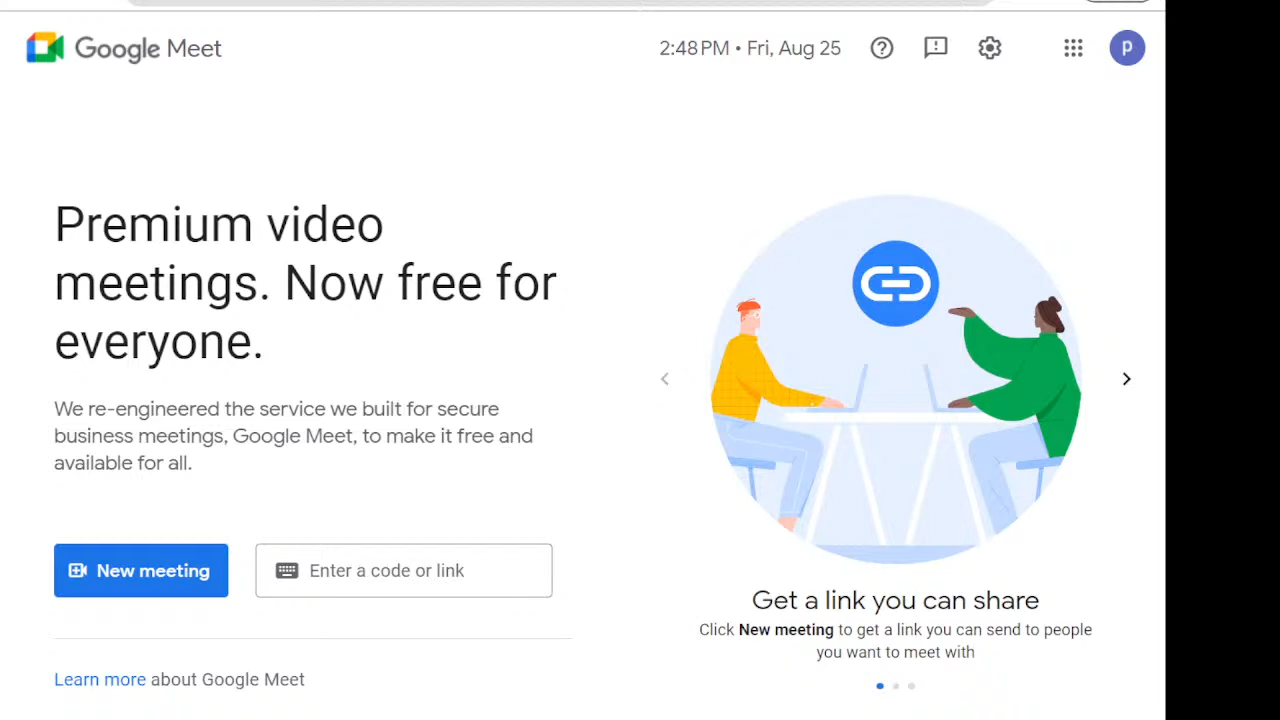 Google Meet
2:48 PM • Fri, Aug 25
P
Premium video
meetings. Now free for
everyone.
We re-engineered the service we built for secure
business meetings, Google Meet, to make it free and
available for all.
New meeting
Enter a code or link
Learn more about Google Meet
Get a link you can share
Click New meeting to get a link you can send to people
you want to meet with